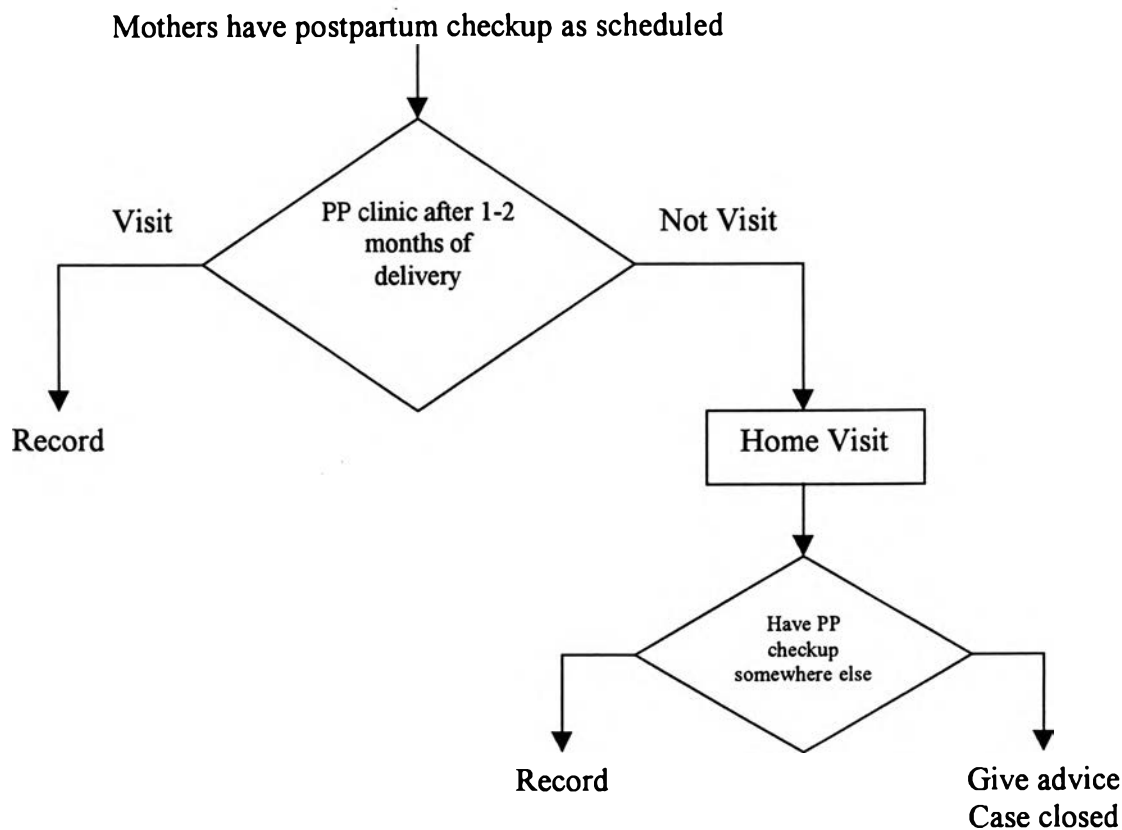 Mothers have postpartum checkup as scheduled
PP clinic after 1-2
months of
delivery
Visit
Not Visit
Record
Home Visit
Have PP
checkup
somewhere else
Record
Give advice
Case closed